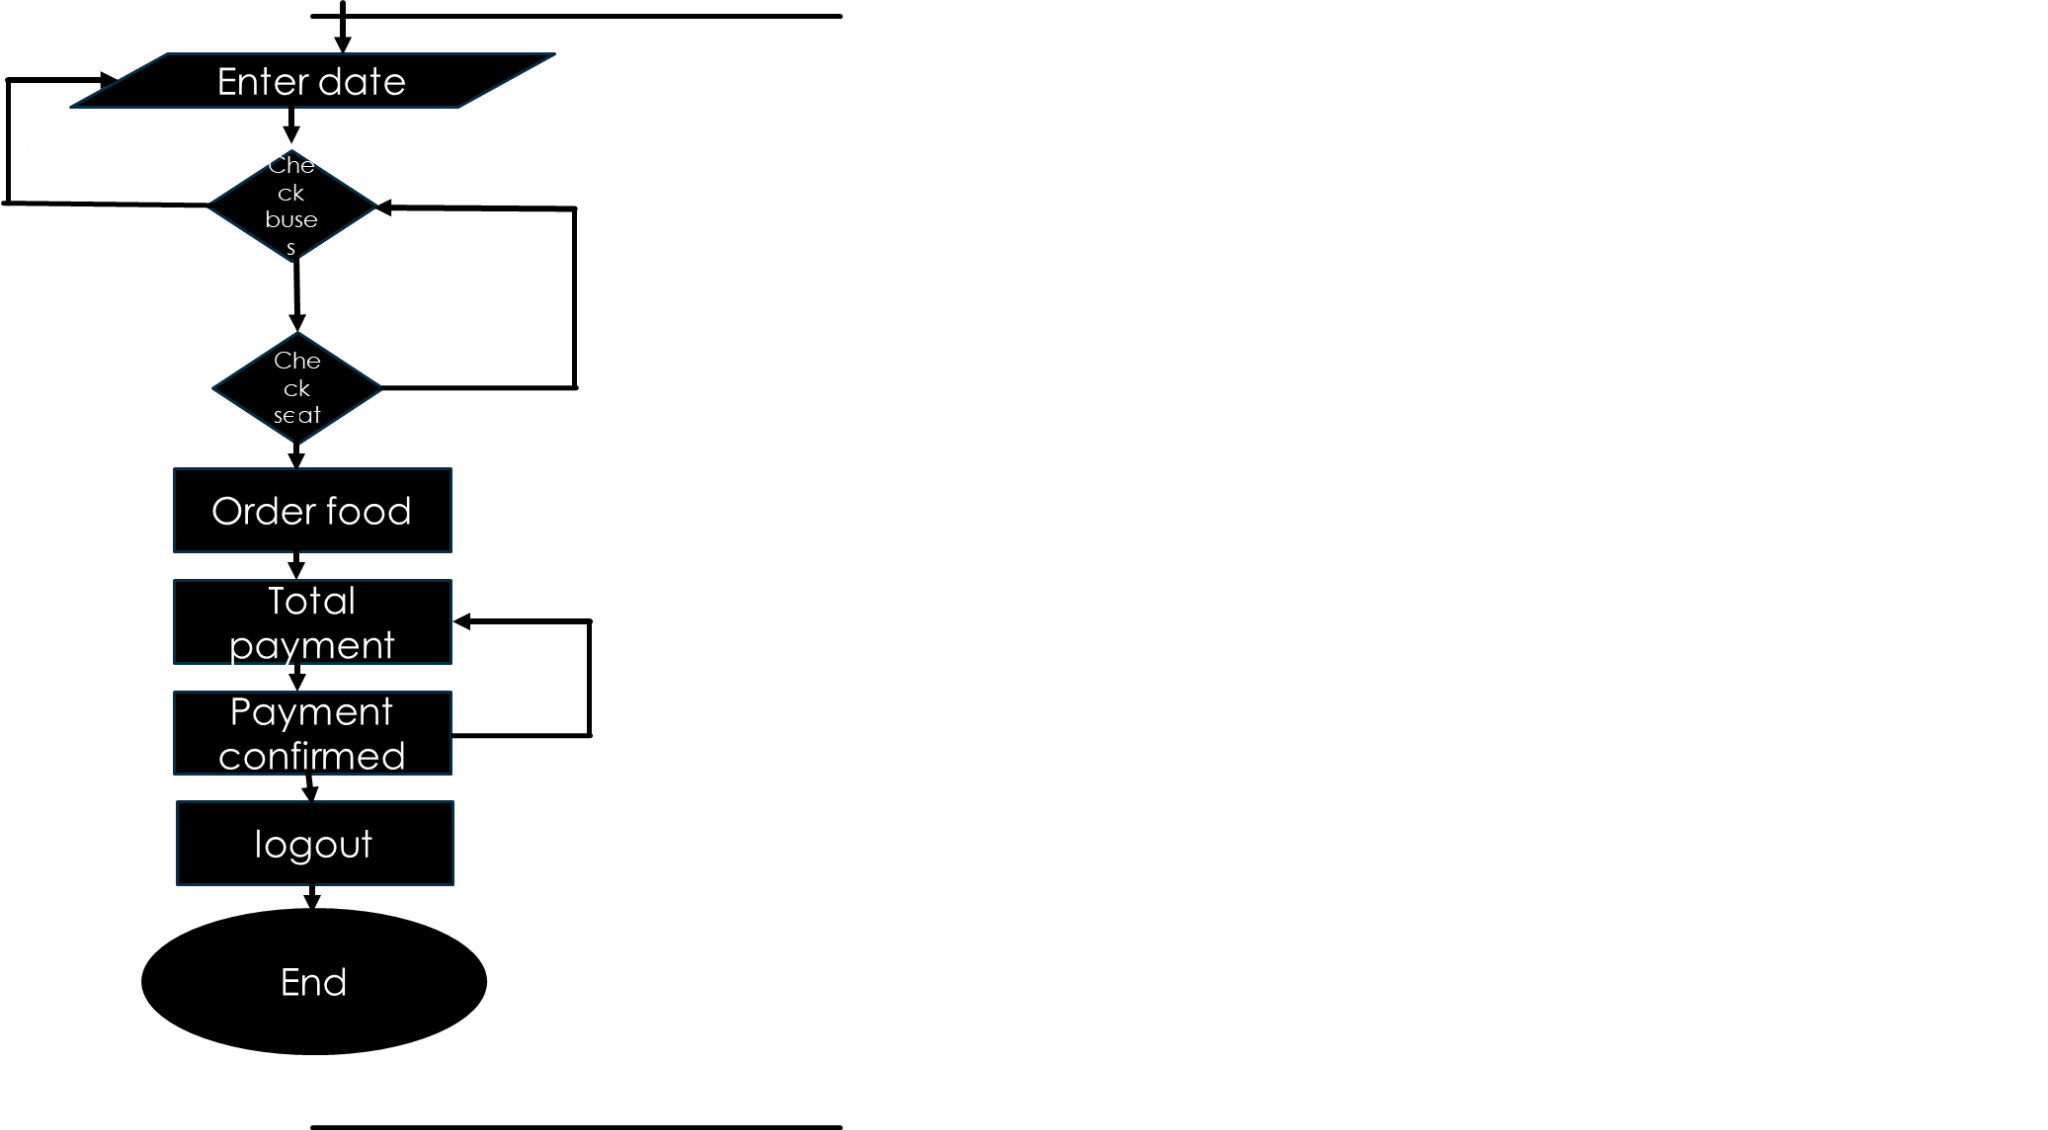 Enter date
Che
ck
buse
s
Che
ck
seat
Order food
Total
payment
Payment
confirmed
logout
End